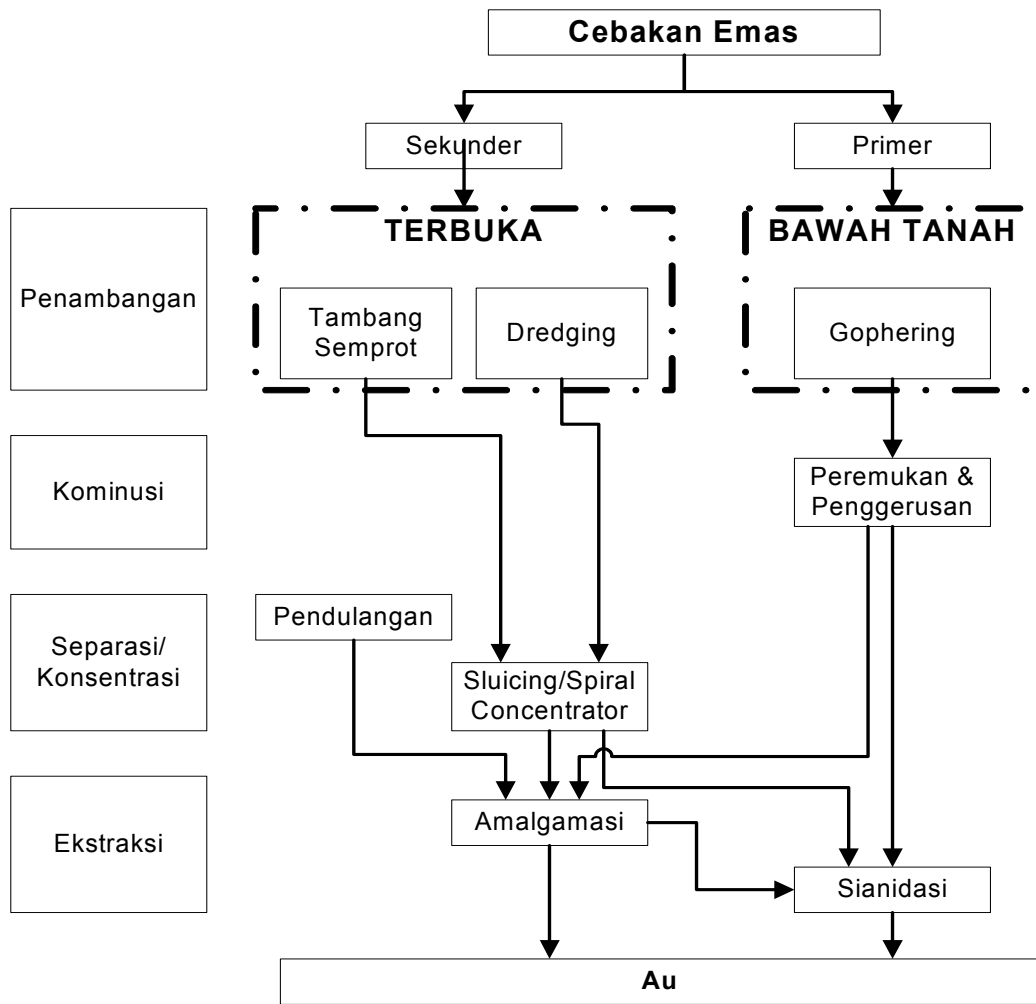 Cebakan Emas
Sekunder
Primer
TERBUKA
BAWAH TANAH
Penambangan
Tambang
Semprot
Dredging
Gophering
Kominusi
Peremukan &
Penggerusan
Separasi/
Konsentrasi
Pendulangan
Sluicing/Spiral
Concentrator
Ekstraksi
Amalgamasi
Sianidasi
Au